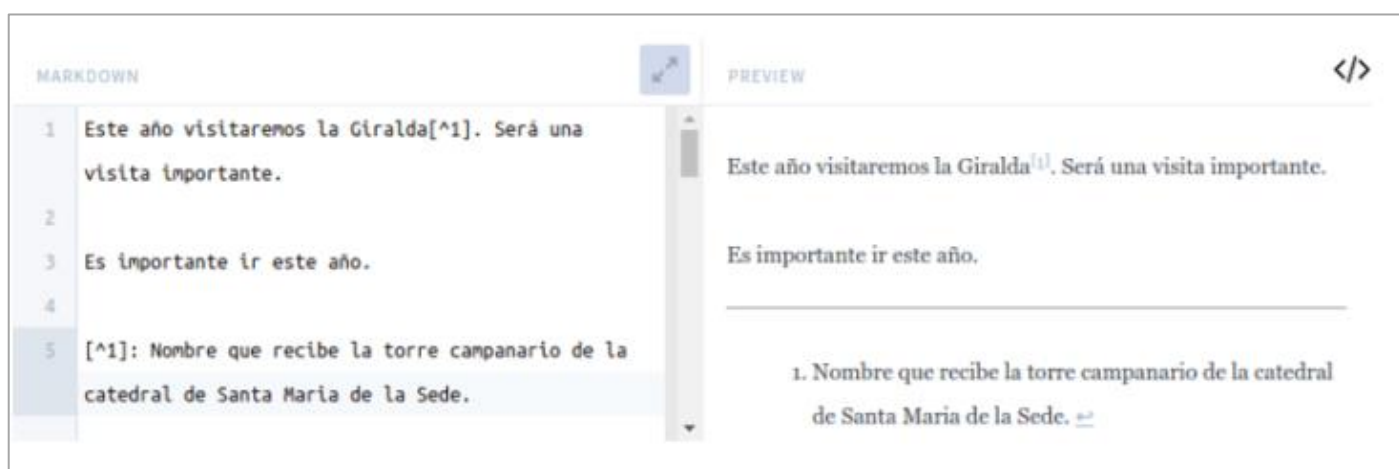 MARKDOWN
1 Este año visitaremos la Giralda[^1]. Será una
visita importante.
2
3 Es importante ir este año.
4
5 [^1]: Nombre que recibe la torre campanario de la
catedral de Santa Maria de la Sede.
PREVIEW
</>
Este año visitaremos la Giralda[1]. Será una visita importante.
Es importante ir este año.
1. Nombre que recibe la torre campanario de la catedral
de Santa Maria de la Sede. ↩